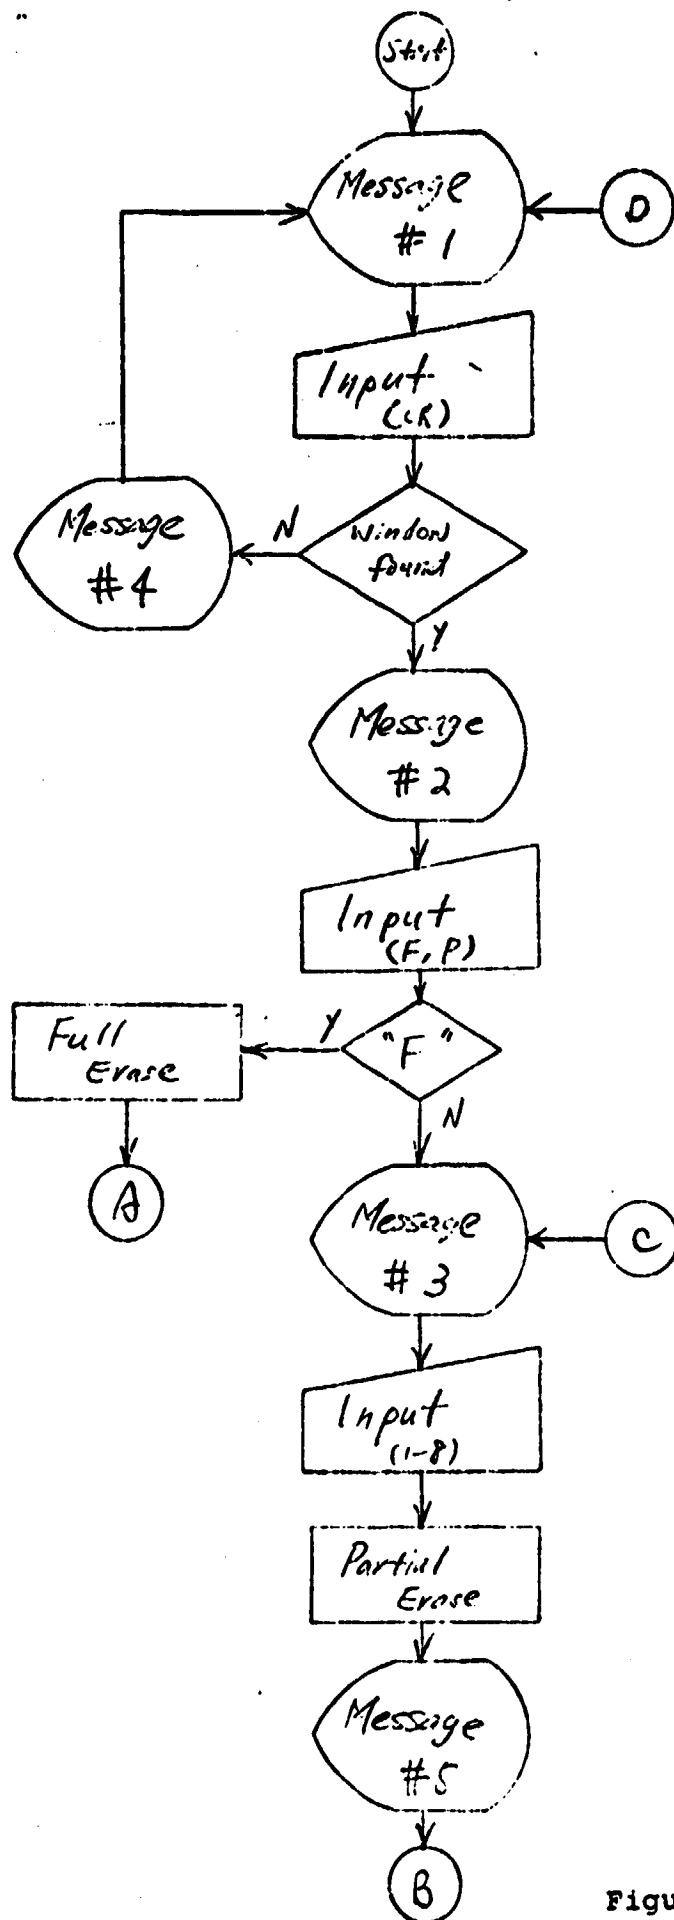 Start
Message
# 1
D
Input
(CR)
Window
found
N
Message
#4
Y
Message
# 2
Input
(F, P)
"F"
Y
Full
Erase
A
N
Message
# 3
C
Input
(1-8)
Partial
Erase
Message
#5
B
Figu